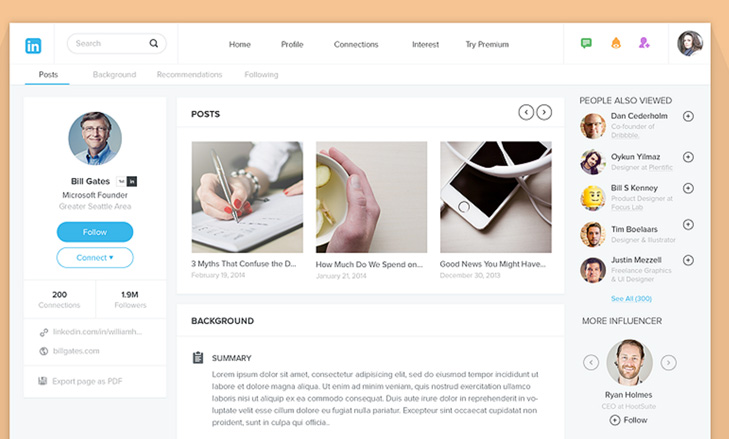 in
Search
Home
Profile
Connections
Interest
Try Premium
Posts
Background
Recommendations
Following
Bill Gates
in
Microsoft Founder
Greater Seattle Area
Follow
Connect ▾
200
Connections
1.9M
Followers
linkedin.com/in/williamh...
billgates.com
Export page as PDF
POSTS
3 Myths That Confuse the D...
February 19, 2014
How Much Do We Spend on...
January 21, 2014
Good News You Might Have...
December 30, 2013
BACKGROUND
SUMMARY
Lorem ipsum dolor sit amet, consectetur adipisicing elit, sed do eiusmod tempor incididunt ut
labore et dolore magna aliqua. Ut enim ad minim veniam, quis nostrud exercitation ullamco
laboris nisi ut aliquip ex ea commodo consequat. Duis aute irure dolor in reprehenderit in vo-
luptate velit esse cillum dolore eu fugiat nulla pariatur. Excepteur sint occaecat cupidatat non
proident, sunt in culpa qui officia..
PEOPLE ALSO VIEWED
Dan Cederholm
Co-founder of
Dribbble.
Oykun Yilmaz
Designer at Plentific
Bill S Kenney
Product Designer at
Focus Lab
Tim Boelaars
Designer & Illustrator
Justin Mezzell
Freelance Graphics
& UI Designer
See All (300)
MORE INFLUENCER
Ryan Holmes
CEO at HootSuite
Follow